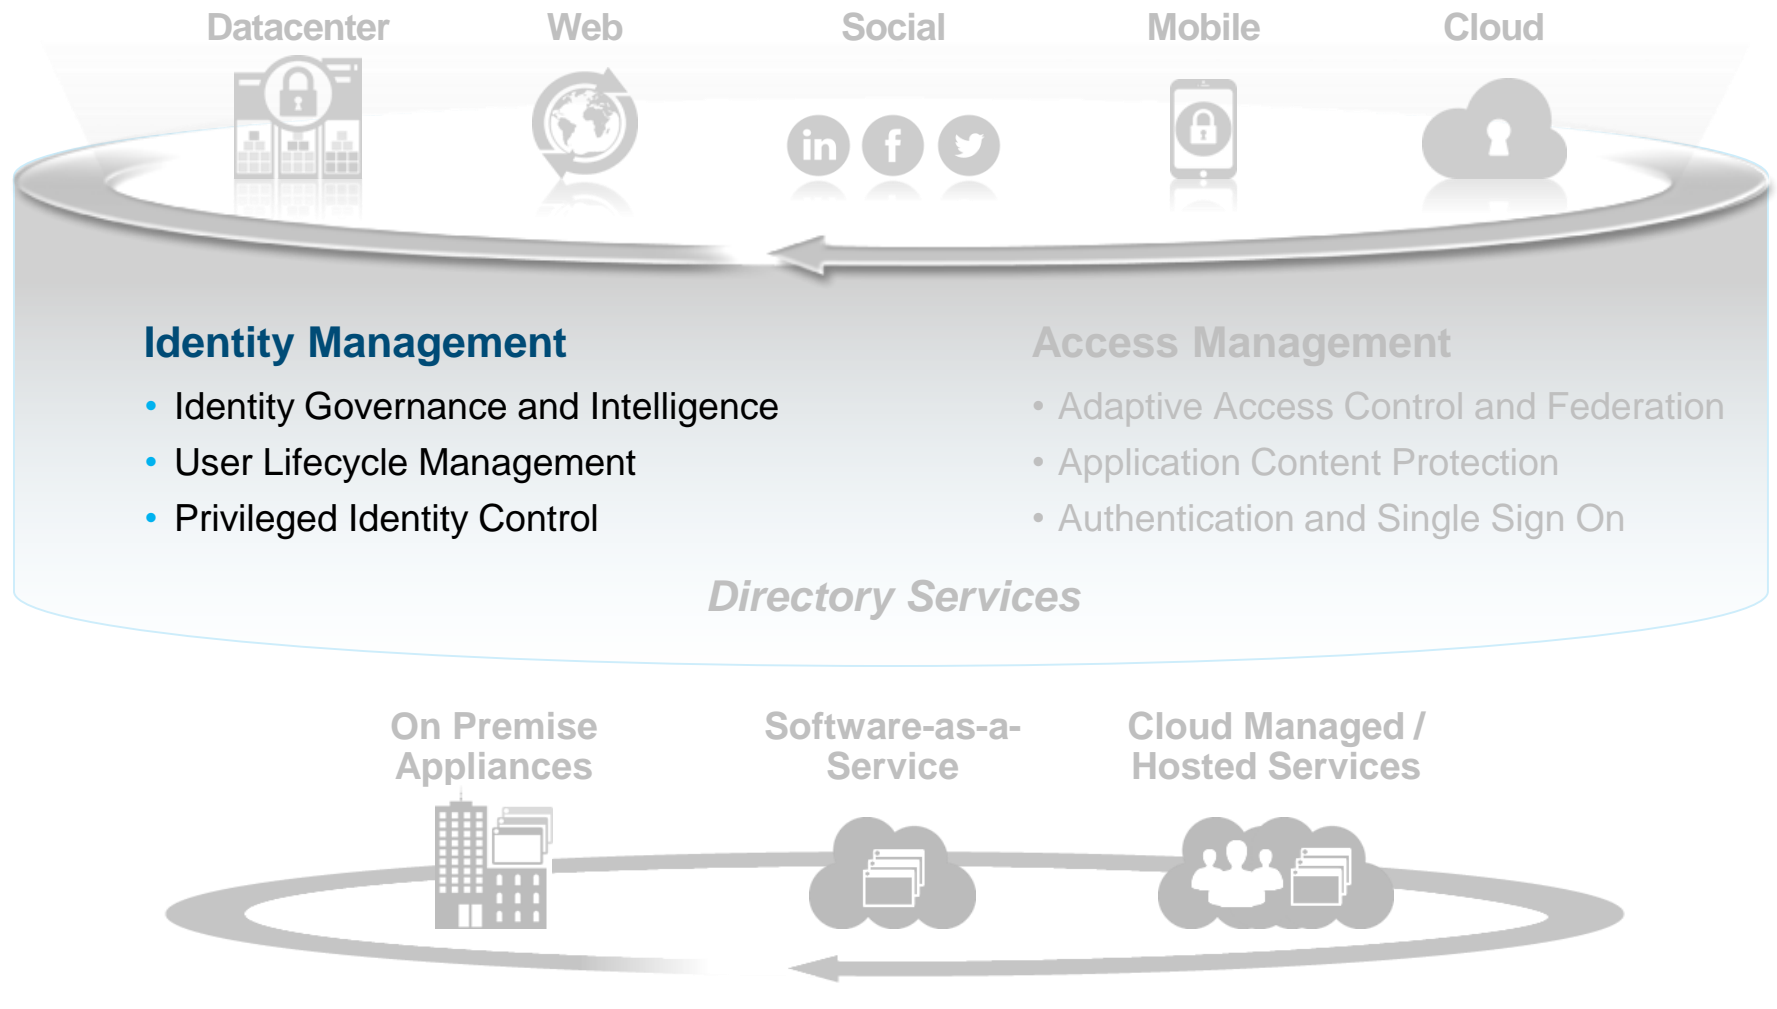 Datacenter Web Social Mobile Cloud
in f
Identity Management
• Identity Governance and Intelligence
• User Lifecycle Management
• Privileged Identity Control
Access Management
• Adaptive Access Control and Federation
• Application Content Protection
• Authentication and Single Sign On
Directory Services
On Premise
Appliances
Software-as-a-
Service
Cloud Managed /
Hosted Services